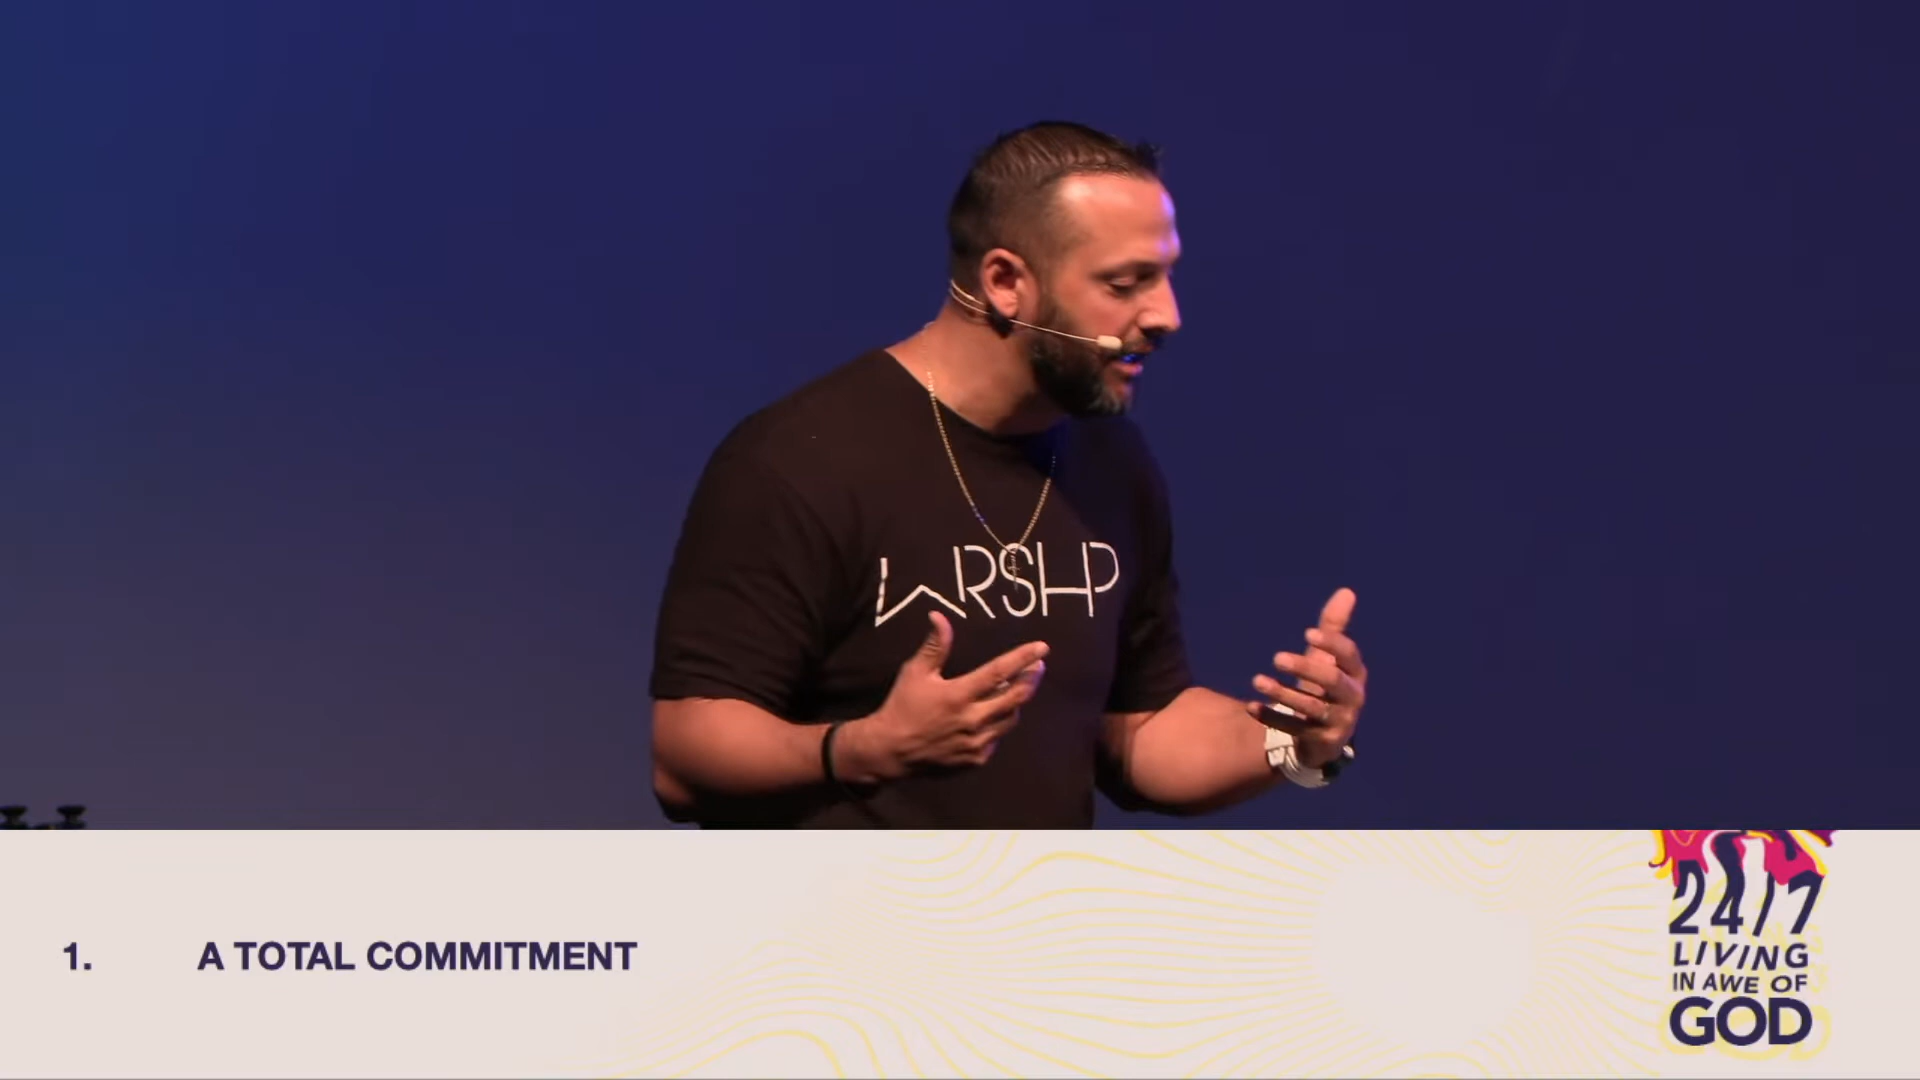 WRSHP
1. A TOTAL COMMITMENT
24/7
LIVING
IN AWE OF
GOD